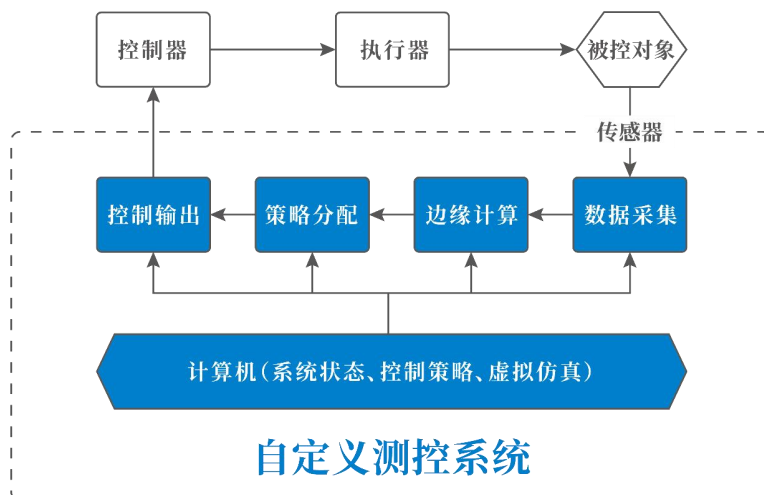 控制器
执行器
被控对象
传感器
控制输出
策略分配
边缘计算
数据采集
计算机(系统状态、控制策略、虚拟仿真)
自定义测控系统